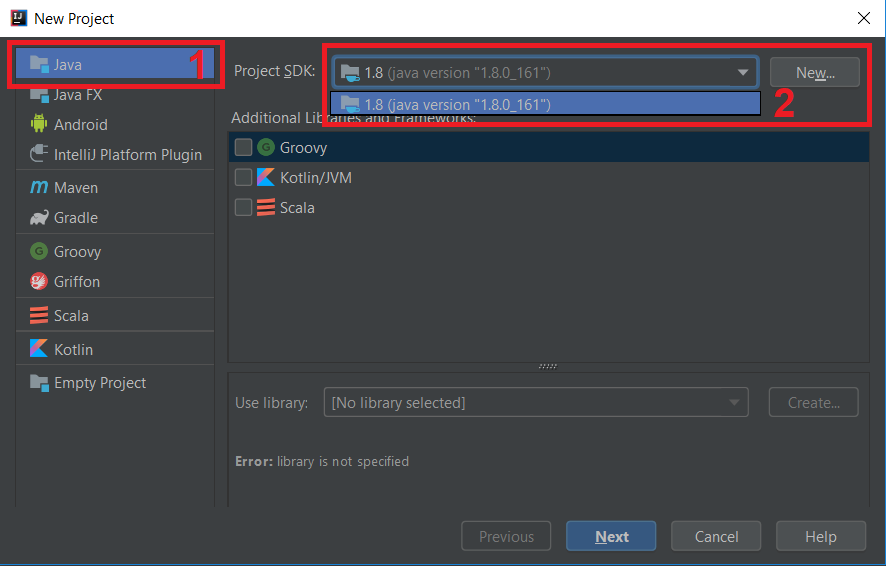 New Project
Java
1
Java FX
Android
IntelliJ Platform Plugin
Maven
Gradle
Groovy
Griffon
Scala
Kotlin
Empty Project
Project SDK:
1.8 (java version "1.8.0_161")
New...
1.8 (java version "1.8.0_161")
2
Additional Libraries and Frameworks:
Groovy
Kotlin/JVM
Scala
Use library:
[No library selected]
Create...
Error: library is not specified
Previous
Next
Cancel
Help